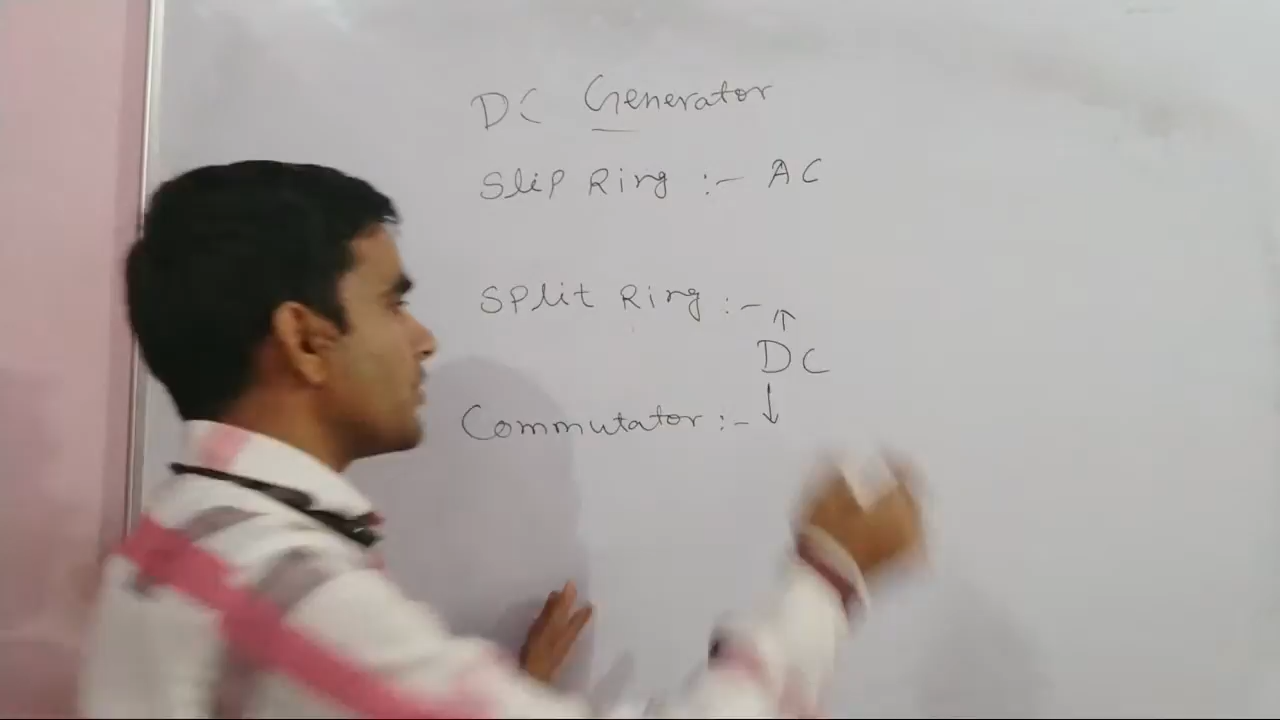 DC Generator
Slip Ring :- AC
Split Ring :-
↑
DC
↓
Commutator :-